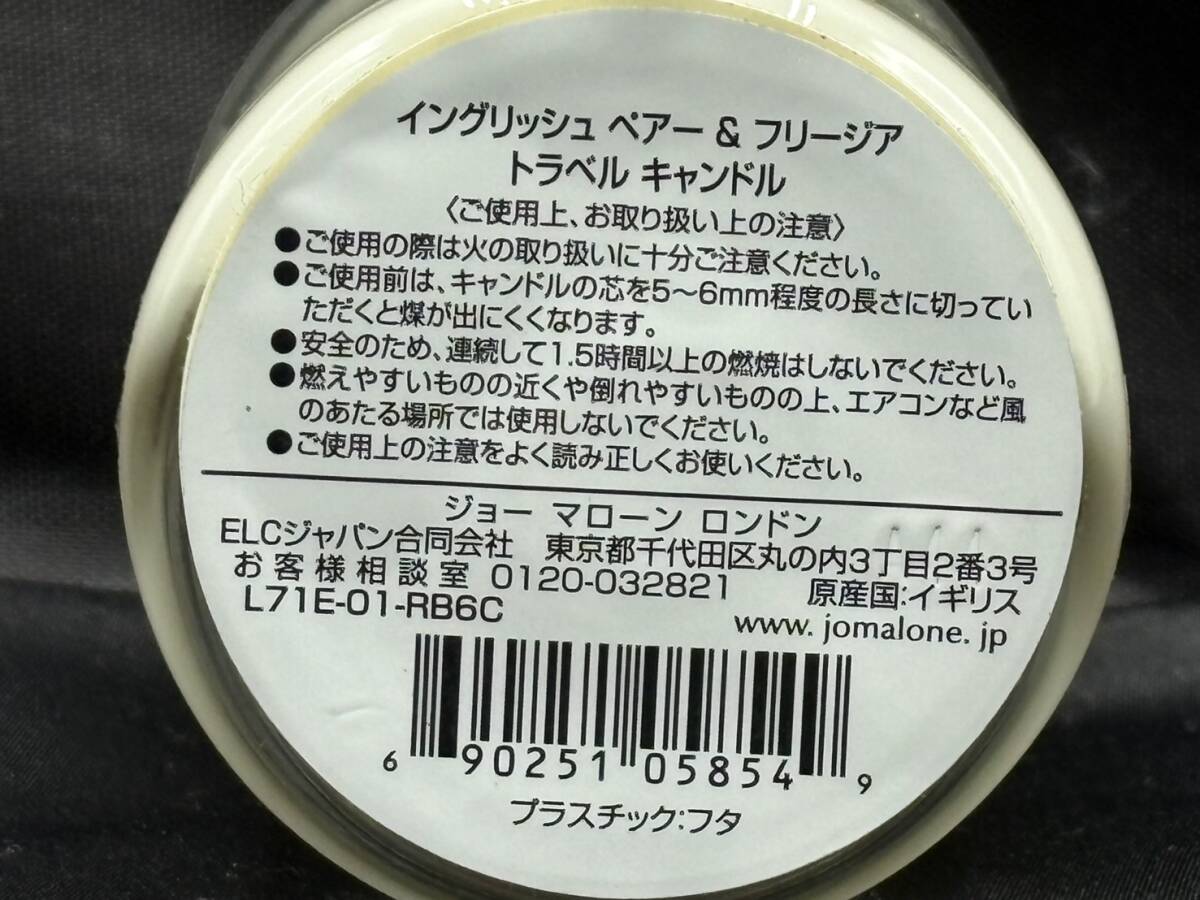 イングリッシュ ペアー & フリージア
トラベル キャンドル
〈ご使用上、お取り扱い上の注意〉
●ご使用の際は火の取り扱いに十分ご注意ください。
●ご使用前は、キャンドルの芯を5〜6mm程度の長さに切ってい
ただくと煤が出にくくなります。
●安全のため、連続して1.5時間以上の燃焼はしないでください。
●燃えやすいものの近くや倒れやすいものの上、エアコンなど風
のあたる場所では使用しないでください。
●ご使用上の注意をよく読み正しくお使いください。
ジョー マローン ロンドン
ELCジャパン合同会社 東京都千代田区丸の内3丁目2番3号
お客様相談室 0120-032821 原産国:イギリス
L71E-01-RB6C www.jomalone.jp
6 90251 05854 9
プラスチック:フタ